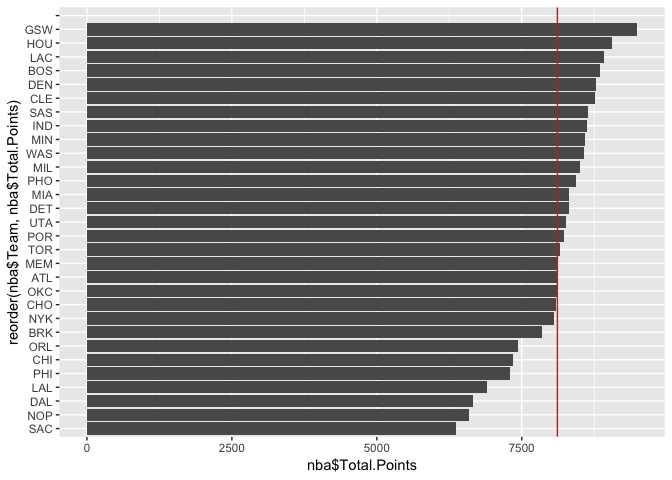 reorder(nba$Team, nba$Total.Points)
GSW
HOU
LAC
BOS
DEN
CLE
SAS
IND
MIN
WAS
MIL
PHO
MIA
DET
UTA
POR
TOR
MEM
ATL
OKC
CHO
NYK
BRK
ORL
CHI
PHI
LAL
DAL
NOP
SAC
0 2500 5000 7500
nba$Total.Points